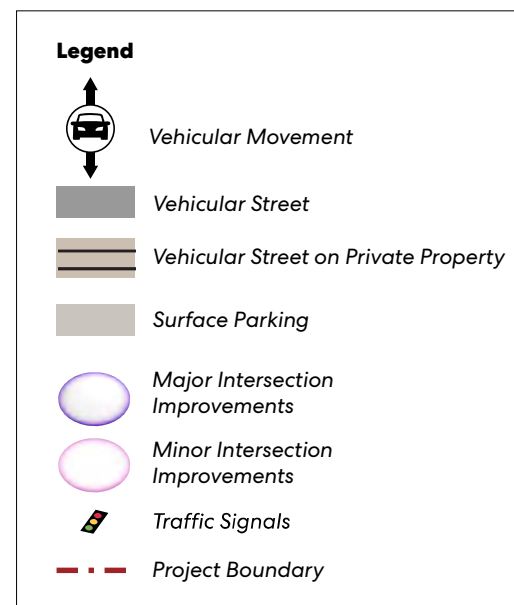 Legend
Vehicular Movement
Vehicular Street
Vehicular Street on Private Property
Surface Parking
Major Intersection
Improvements
Minor Intersection
Improvements
Traffic Signals
Project Boundary